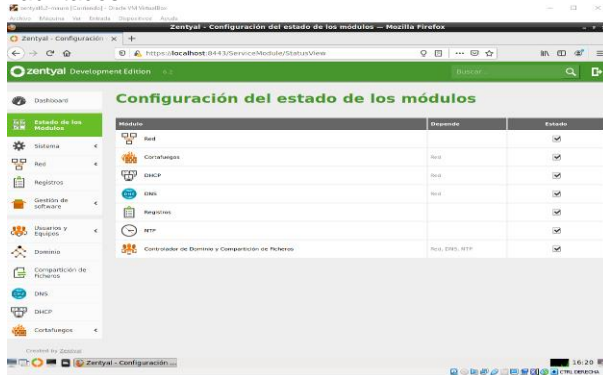 Zentyal - Configuración del estado de los módulos — Mozilla Firefox
Zentyal - Configuración
https://localhost:8443/ServiceModule/StatusView
zentyal Development Edition 6.2
Buscar...
Dashboard
Estado de los
Módulos
Sistema
Red
Registros
Gestión de
software
Usuarios y
Equipos
Dominio
Compartición de
Ficheros
DNS
DHCP
Cortafuegos
Created by Zentyal
Configuración del estado de los módulos
Módulo Depende Estado
Red
Cortafuegos Red
DHCP Red
DNS Red
Registros
NTP
Controlador de Dominio y Compartición de Ficheros Red, DNS, NTP
Zentyal - Configuración ...
16:20
CTRL DERECHA